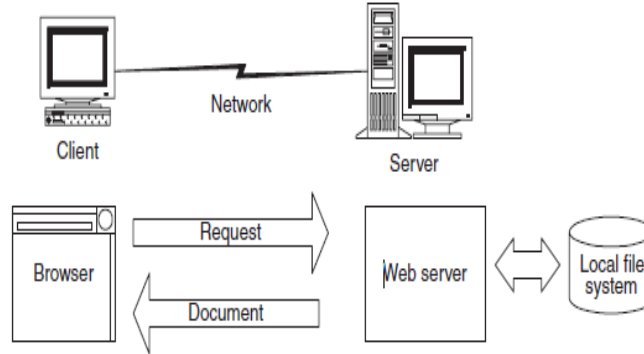 Network
Client
Server
Request
Browser
Web server
Local file
system
Document